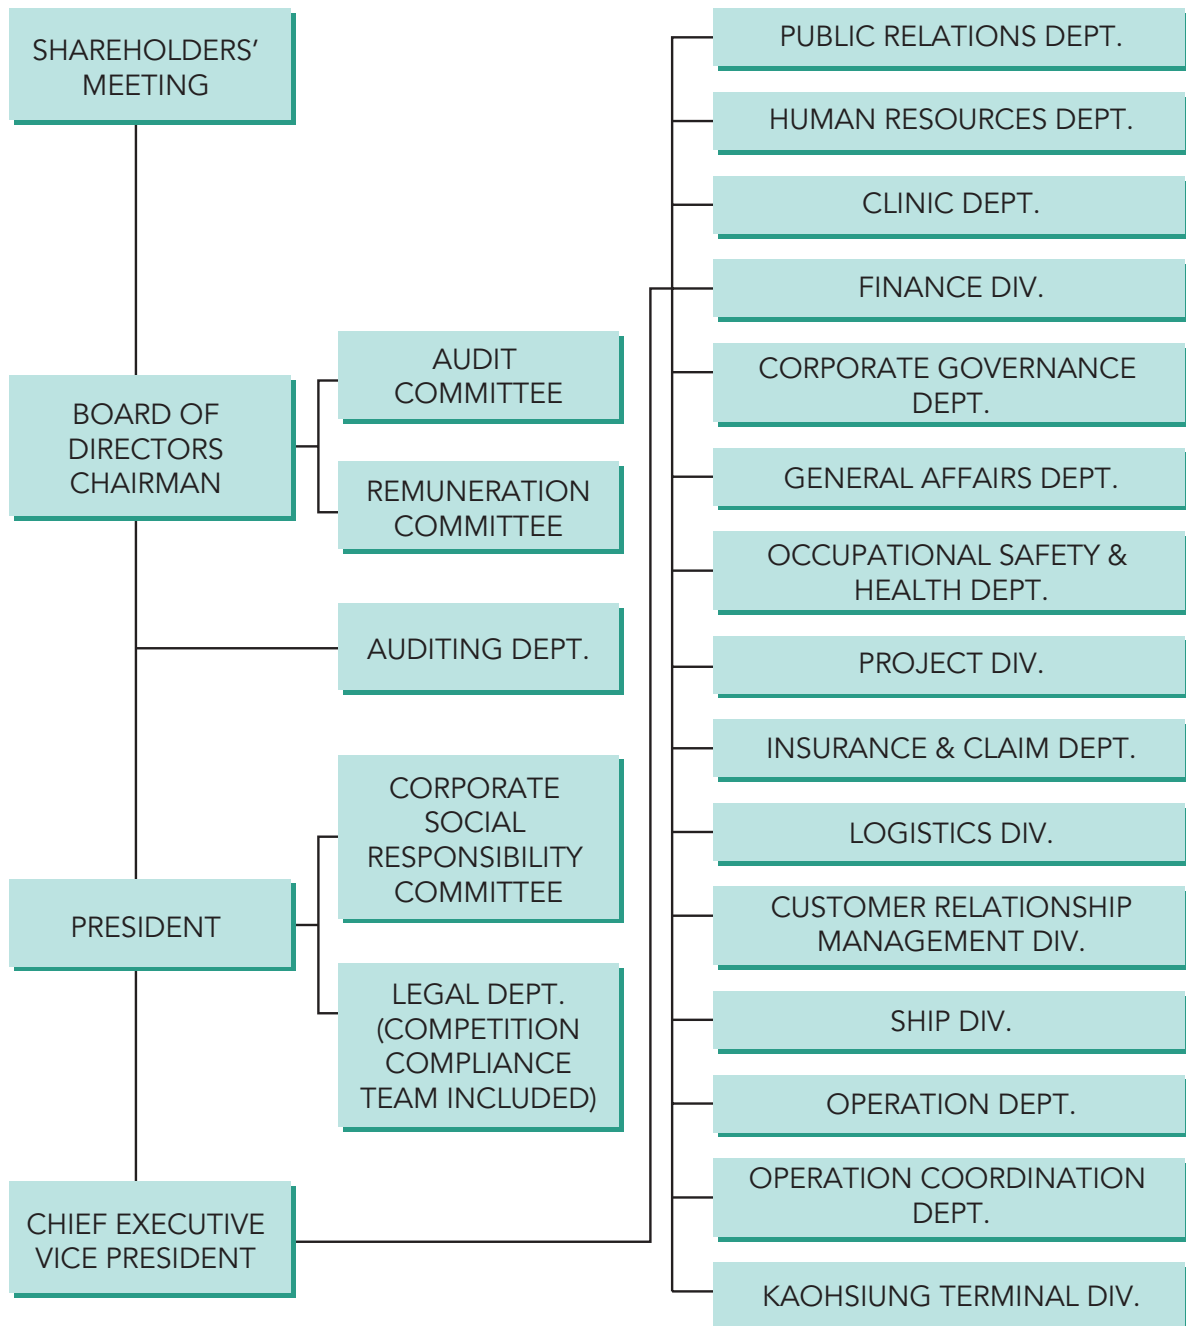 SHAREHOLDERS’
MEETING
BOARD OF
DIRECTORS
CHAIRMAN
AUDIT
COMMITTEE
REMUNERATION
COMMITTEE
AUDITING DEPT.
PRESIDENT
CORPORATE
SOCIAL
RESPONSIBILITY
COMMITTEE
LEGAL DEPT.
(COMPETITION
COMPLIANCE
TEAM INCLUDED)
CHIEF EXECUTIVE
VICE PRESIDENT
PUBLIC RELATIONS DEPT.
HUMAN RESOURCES DEPT.
CLINIC DEPT.
FINANCE DIV.
CORPORATE GOVERNANCE
DEPT.
GENERAL AFFAIRS DEPT.
OCCUPATIONAL SAFETY &
HEALTH DEPT.
PROJECT DIV.
INSURANCE & CLAIM DEPT.
LOGISTICS DIV.
CUSTOMER RELATIONSHIP
MANAGEMENT DIV.
SHIP DIV.
OPERATION DEPT.
OPERATION COORDINATION
DEPT.
KAOHSIUNG TERMINAL DIV.